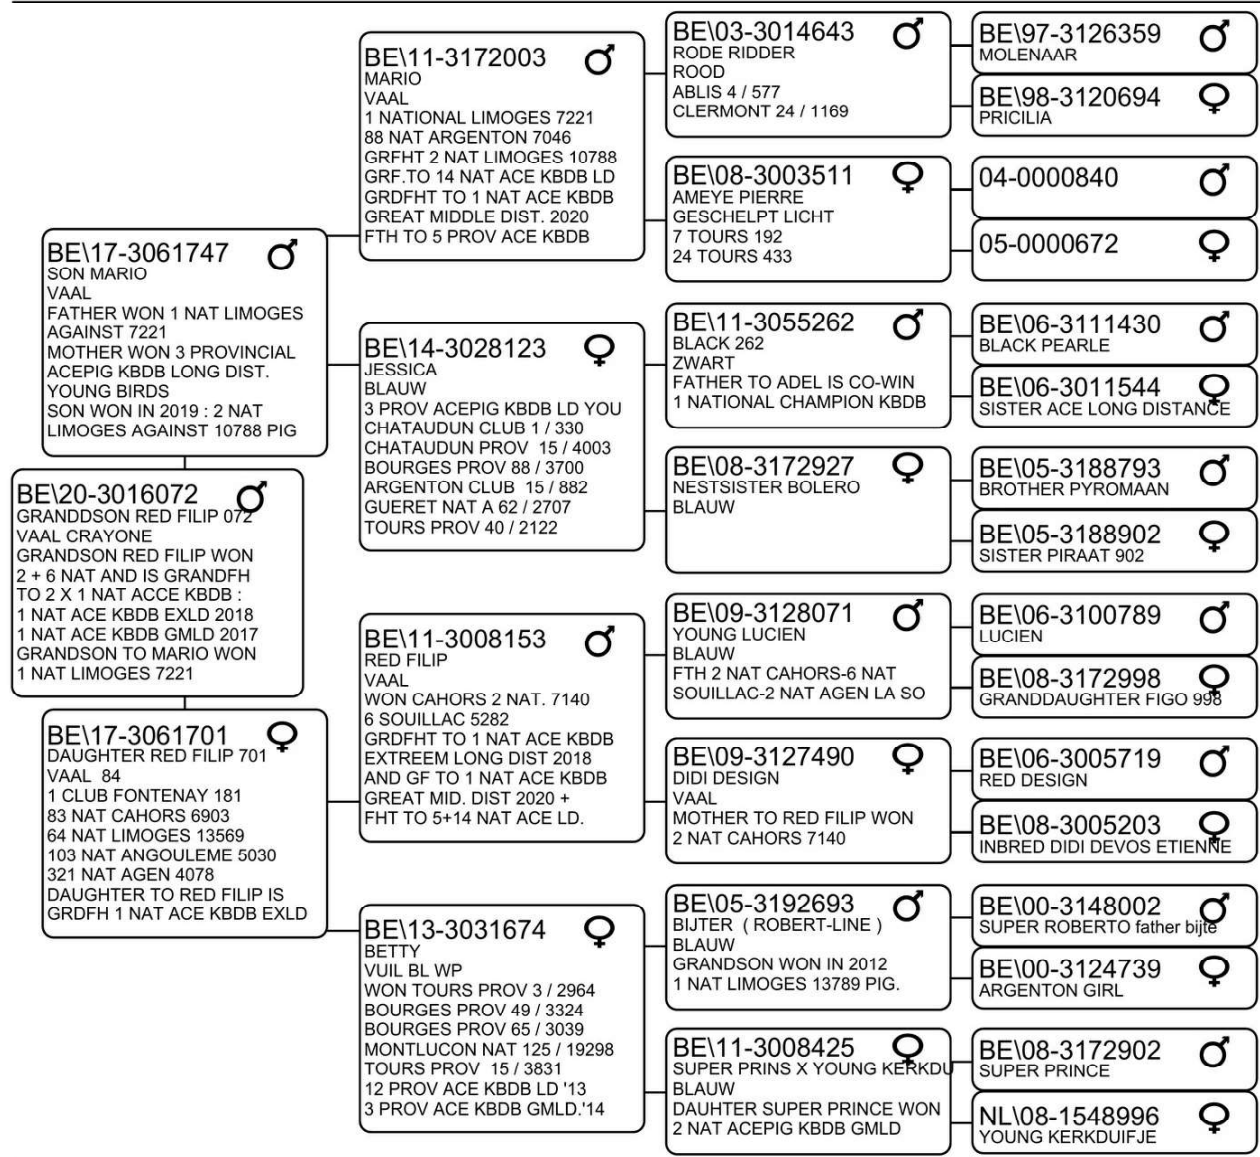 BE\20-3016072
GRANDDSON RED FILIP 072
VAAL CRAYONE
GRANDSON RED FILIP WON
2 + 6 NAT AND IS GRANDFH
TO 2 X 1 NAT ACCE KBDB :
1 NAT ACE KBDB EXLD 2018
1 NAT ACE KBDB GMLD 2017
GRANDSON TO MARIO WON
1 NAT LIMOGES 7221
BE\17-3061747
SON MARIO
VAAL
FATHER WON 1 NAT LIMOGES
AGAINST 7221
MOTHER WON 3 PROVINCIAL
ACEPIG KBDB LONG DIST.
YOUNG BIRDS
SON WON IN 2019 : 2 NAT
LIMOGES AGAINST 10788 PIG
BE\17-3061701
DAUGHTER RED FILIP 701
VAAL 84
1 CLUB FONTENAY 181
83 NAT CAHORS 6903
64 NAT LIMOGES 13569
103 NAT ANGOULEME 5030
321 NAT AGEN 4078
DAUGHTER TO RED FILIP IS
GRDFH 1 NAT ACE KBDB EXLD
BE\11-3172003
MARIO
VAAL
1 NATIONAL LIMOGES 7221
88 NAT ARGENTON 7046
GRFHT 2 NAT LIMOGES 10788
GRF.TO 14 NAT ACE KBDB LD
GRDFHT TO 1 NAT ACE KBDB
GREAT MIDDLE DIST. 2020
FTH TO 5 PROV ACE KBDB
BE\14-3028123
JESSICA
BLAUW
3 PROV ACEPIG KBDB LD YOU
CHATAUDUN CLUB 1 / 330
CHATAUDUN PROV 15 / 4003
BOURGES PROV 88 / 3700
ARGENTON CLUB 15 / 882
GUERET NAT A 62 / 2707
TOURS PROV 40 / 2122
BE\11-3008153
RED FILIP
VAAL
WON CAHORS 2 NAT. 7140
6 SOUILLAC 5282
GRDFHT TO 1 NAT ACE KBDB
EXTREEM LONG DIST 2018
AND GF TO 1 NAT ACE KBDB
GREAT MID. DIST 2020 +
FHT TO 5+14 NAT ACE LD.
BE\13-3031674
BETTY
VUIL BL WP
WON TOURS PROV 3 / 2964
BOURGES PROV 49 / 3324
BOURGES PROV 65 / 3039
MONTLUCON NAT 125 / 19298
TOURS PROV 15 / 3831
12 PROV ACE KBDB LD '13
3 PROV ACE KBDB GMLD.'14
BE\03-3014643
RODE RIDDER
ROOD
ABLIS 4 / 577
CLERMONT 24 / 1169
BE\08-3003511
AMEYE PIERRE
GESCHELPT LICHT
7 TOURS 192
24 TOURS 433
BE\11-3055262
BLACK 262
ZWART
FATHER TO ADEL IS CO-WIN
1 NATIONAL CHAMPION KBDB
BE\08-3172927
NESTSISTER BOLERO
BLAUW
BE\09-3128071
YOUNG LUCIEN
BLAUW
FTH 2 NAT CAHORS-6 NAT
SOUILLAC-2 NAT AGEN LA SO
BE\09-3127490
DIDI DESIGN
VAAL
MOTHER TO RED FILIP WON
2 NAT CAHORS 7140
BE\05-3192693
BIJTER ( ROBERT-LINE )
BLAUW
GRANDSON WON IN 2012
1 NAT LIMOGES 13789 PIG.
BE\11-3008425
SUPER PRINS X YOUNG KERKDU
BLAUW
DAUHTER SUPER PRINCE WON
2 NAT ACEPIG KBDB GMLD
BE\97-3126359
MOLENAAR
BE\98-3120694
PRICILIA
04-0000840
05-0000672
BE\06-3111430
BLACK PEARLE
BE\06-3011544
SISTER ACE LONG DISTANCE
BE\05-3188793
BROTHER PYROMAAN
BE\05-3188902
SISTER PIRAAT 902
BE\06-3100789
LUCIEN
BE\08-3172998
GRANDDAUGHTER FIGO 998
BE\06-3005719
RED DESIGN
BE\08-3005203
INBRED DIDI DEVOS ETIENNE
BE\00-3148002
SUPER ROBERTO father bijte
BE\00-3124739
ARGENTON GIRL
BE\08-3172902
SUPER PRINCE
NL\08-1548996
YOUNG KERKDUIFJE